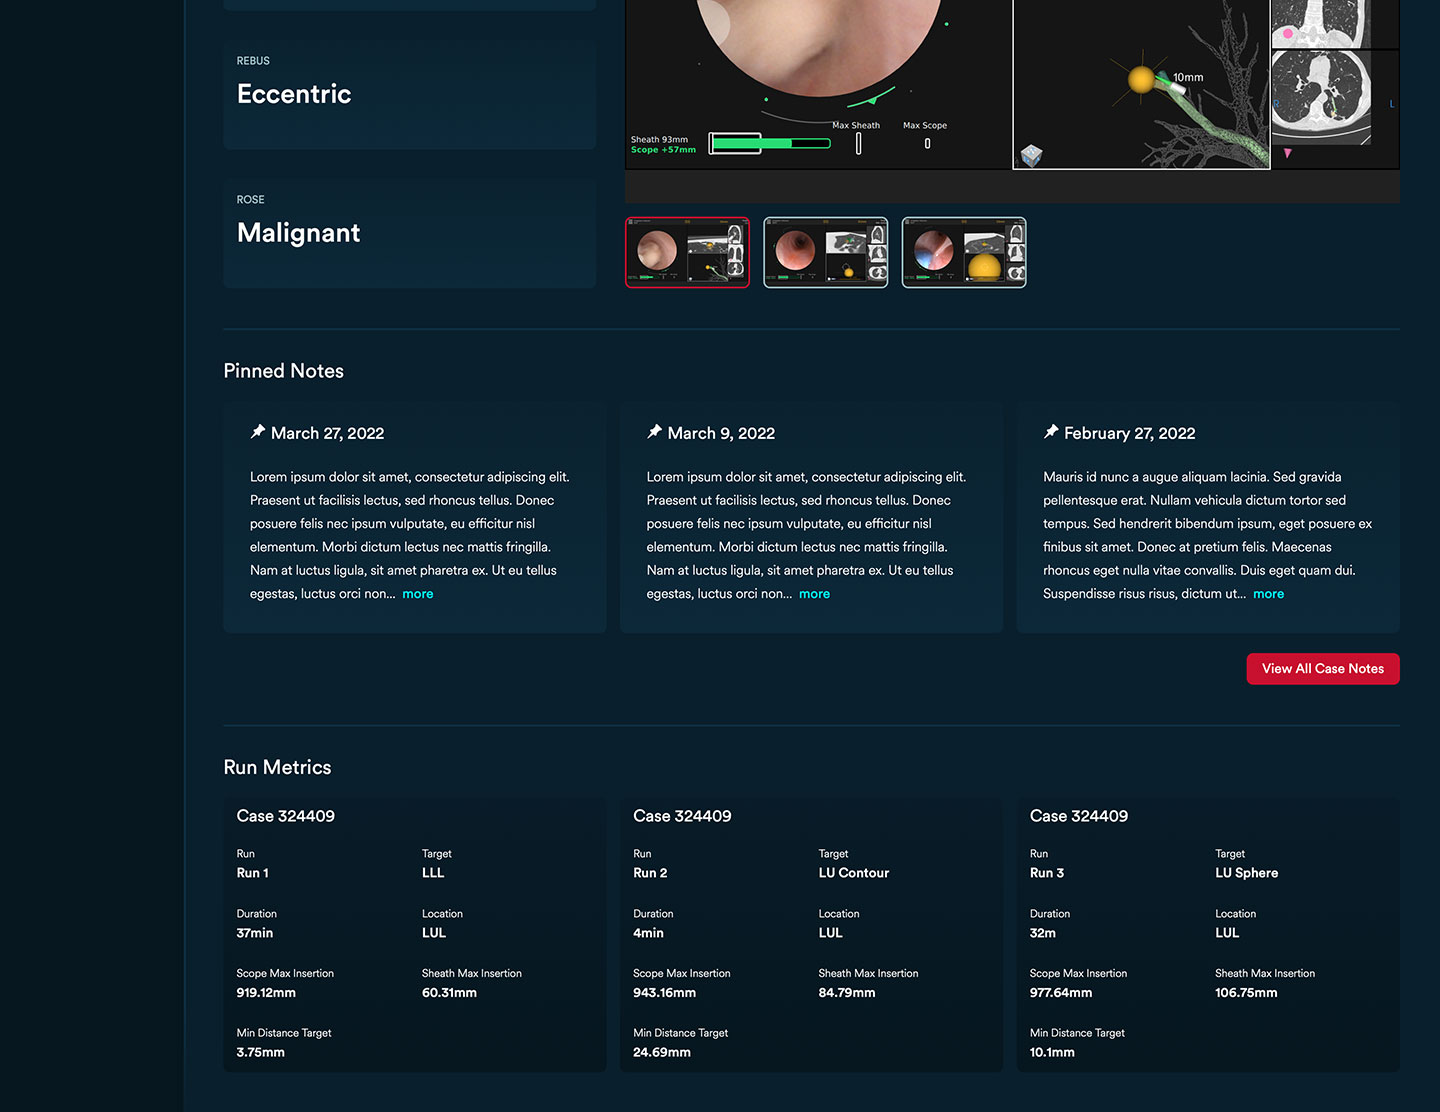 REBUS
Eccentric
ROSE
Malignant
10mm
R
L
Max Sheath
Max Scope
Sheath 93mm
Scope +57mm
Pinned Notes
March 27, 2022
Lorem ipsum dolor sit amet, consectetur adipiscing elit.
Praesent ut facilisis lectus, sed rhoncus tellus. Donec
posuere felis nec ipsum vulputate, eu efficitur nisl
elementum. Morbi dictum lectus nec mattis fringilla.
Nam at luctus ligula, sit amet pharetra ex. Ut eu tellus
egestas, luctus orci non... more
March 9, 2022
Lorem ipsum dolor sit amet, consectetur adipiscing elit.
Praesent ut facilisis lectus, sed rhoncus tellus. Donec
posuere felis nec ipsum vulputate, eu efficitur nisl
elementum. Morbi dictum lectus nec mattis fringilla.
Nam at luctus ligula, sit amet pharetra ex. Ut eu tellus
egestas, luctus orci non... more
February 27, 2022
Mauris id nunc a augue aliquam lacinia. Sed gravida
pellentesque erat. Nullam vehicula dictum tortor sed
tempus. Sed hendrerit bibendum ipsum, eget posuere ex
finibus sit amet. Donec at pretium felis. Maecenas
rhoncus eget nulla vitae convallis. Duis eget quam dui.
Suspendisse risus risus, dictum ut... more
View All Case Notes
Run Metrics
Case 324409
Run
Target
Run 1
LLL
Duration
Location
37min
LUL
Scope Max Insertion
Sheath Max Insertion
919.12mm
60.31mm
Min Distance Target
3.75mm
Case 324409
Run
Target
Run 2
LU Contour
Duration
Location
4min
LUL
Scope Max Insertion
Sheath Max Insertion
943.16mm
84.79mm
Min Distance Target
24.69mm
Case 324409
Run
Target
Run 3
LU Sphere
Duration
Location
32m
LUL
Scope Max Insertion
Sheath Max Insertion
977.64mm
106.75mm
Min Distance Target
10.1mm